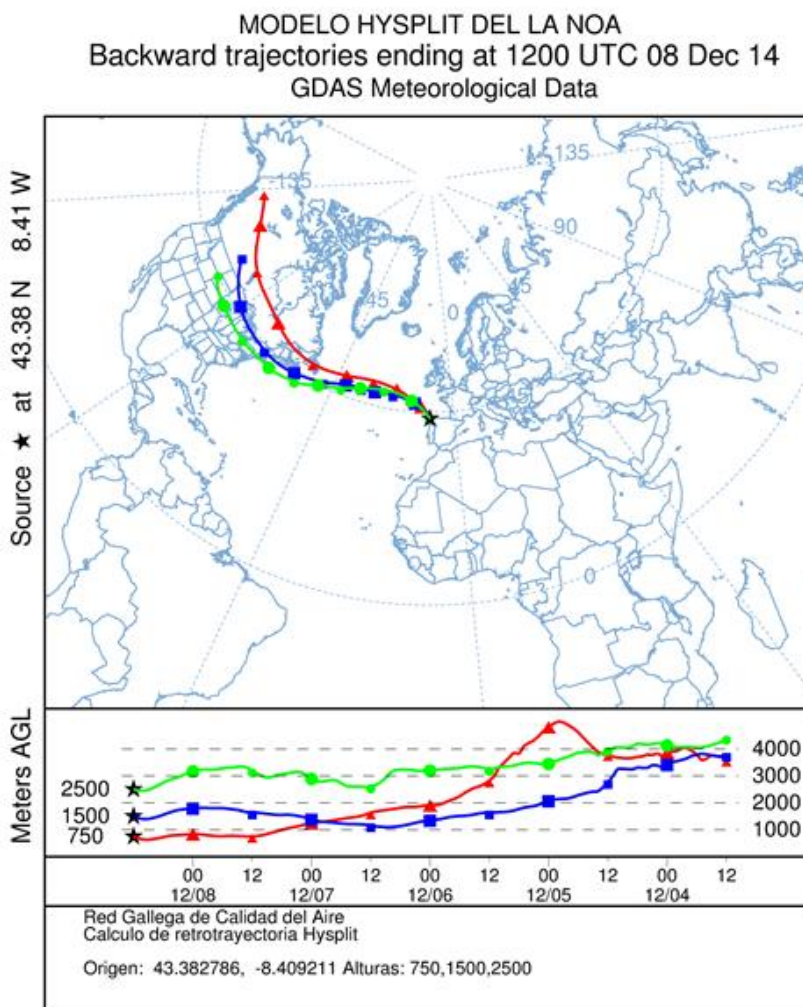 MODELO HYSPLIT DEL LA NOA
Backward trajectories ending at 1200 UTC 08 Dec 14
GDAS Meteorological Data
Source ★ at 43.38 N 8.41 W
135
90
45
0
45
0
Meters AGL
2500
1500
750
4000
3000
2000
1000
00 12 00 12 00 12 00 12 00 12
12/08 12/07 12/06 12/05 12/04
Red Gallega de Calidad del Aire
Calculo de retrotrayectoria Hysplit
Origen: 43.382786, -8.409211 Alturas: 750,1500,2500